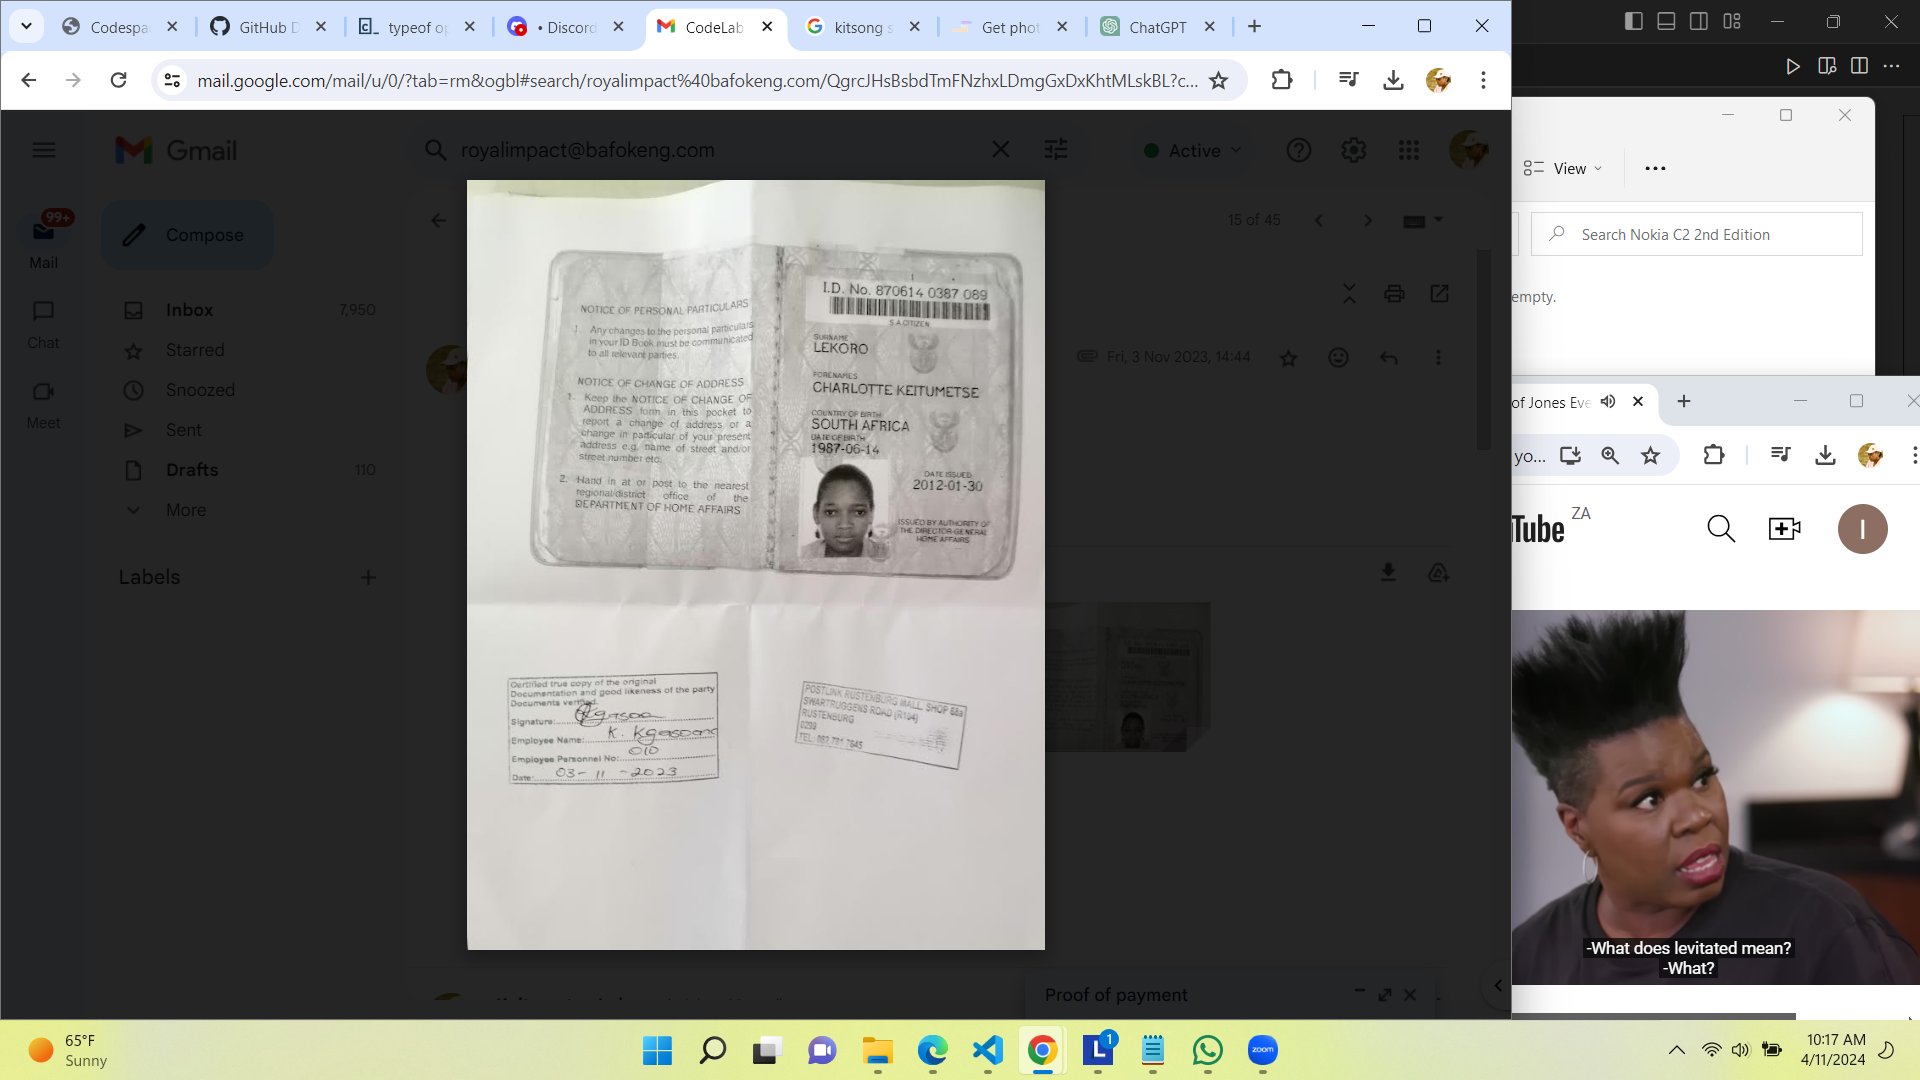 Codespa
GitHub D
typeof op
• Discord
CodeLab
kitsong s
Get phot
ChatGPT
mail.google.com/mail/u/0/?tab=rm&ogbl#search/royalimpact%40bafokeng.com/QgrcJHsBsbdTmFNzhxLDmgGxDxKhtMLskBL?c...
Gmail
royalimpact@bafokeng.com
Active
99+
Mail
Chat
Meet
Compose
Inbox 7,950
Starred
Snoozed
Sent
Drafts 110
More
Labels
15 of 45
Fri, 3 Nov 2023, 14:44
NOTICE OF PERSONAL PARTICULARS
1. Any changes to the personal particulars
in your ID Book must be communicated
to all relevant parties.
NOTICE OF CHANGE OF ADDRESS
1. Keep the NOTICE OF CHANGE OF
ADDRESS form in this pocket to
report a change of address or a
change in particular of your present
address e.g. name of street and/or
street number etc.
2. Hand in at or post to the nearest
regional/district office of the
DEPARTMENT OF HOME AFFAIRS
I.D. No. 870614 0387 089
S A CITIZEN
SURNAME
LEKORO
FORENAMES
CHARLOTTE KEITUMETSE
COUNTRY OF BIRTH
SOUTH AFRICA
DATE OF BIRTH
1987-06-14
DATE ISSUED
2012-01-30
ISSUED BY AUTHORITY OF
THE DIRECTOR-GENERAL
HOME AFFAIRS
Certified true copy of the original
Documentation and good likeness of the party
Documents verified
Signature:
Employee Name: K. Kgasoane
Employee Personnel No: 010
Date: 03-11-2023
POSTLINK RUSTENBURG MALL SHOP 68a
SWARTRUGGENS ROAD (R104)
RUSTENBURG
TEL:
Proof of payment
View
Search Nokia C2 2nd Edition
empty.
of Jones Eve
yo...
Tube ZA
I
-What does levitated mean?
-What?
65°F
Sunny
1
zoom
10:17 AM
4/11/2024